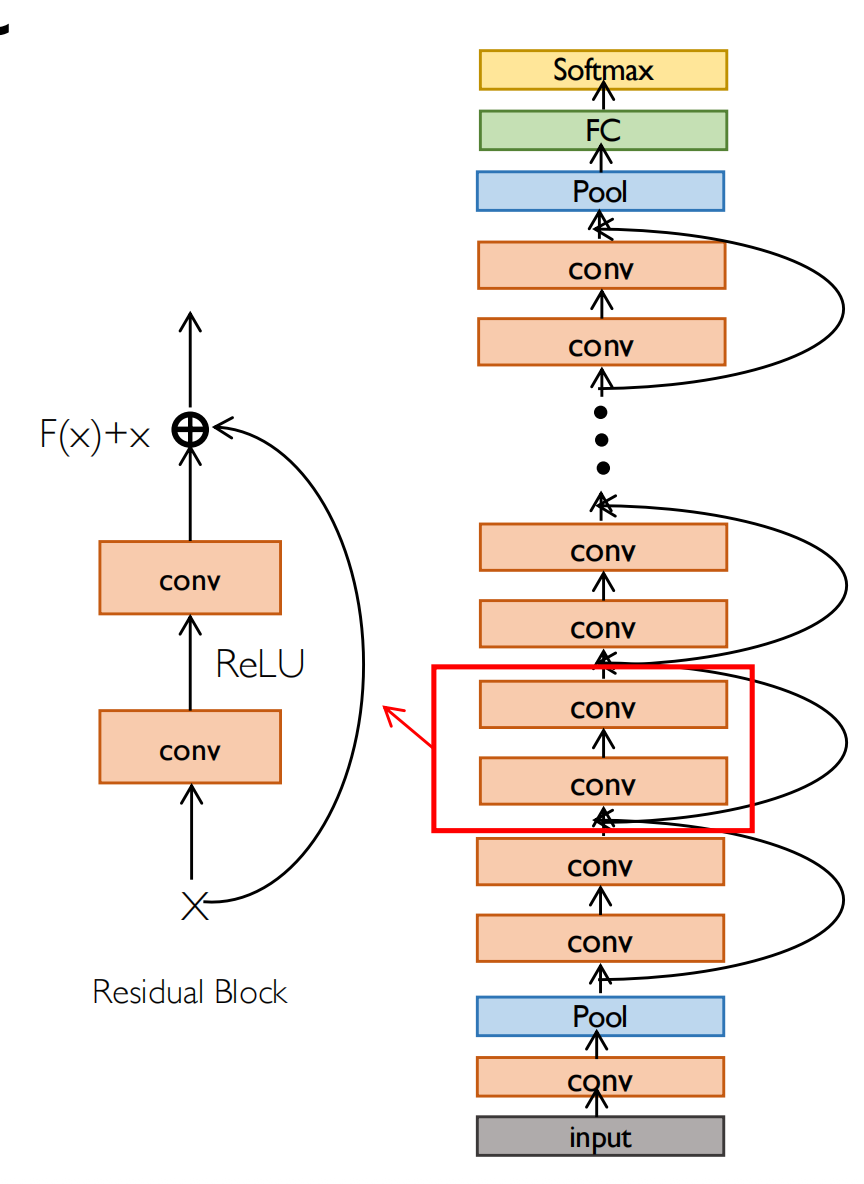 F(x)+x
conv
ReLU
conv
X
Residual Block
Softmax
FC
Pool
conv
conv
conv
conv
conv
conv
conv
conv
Pool
conv
input